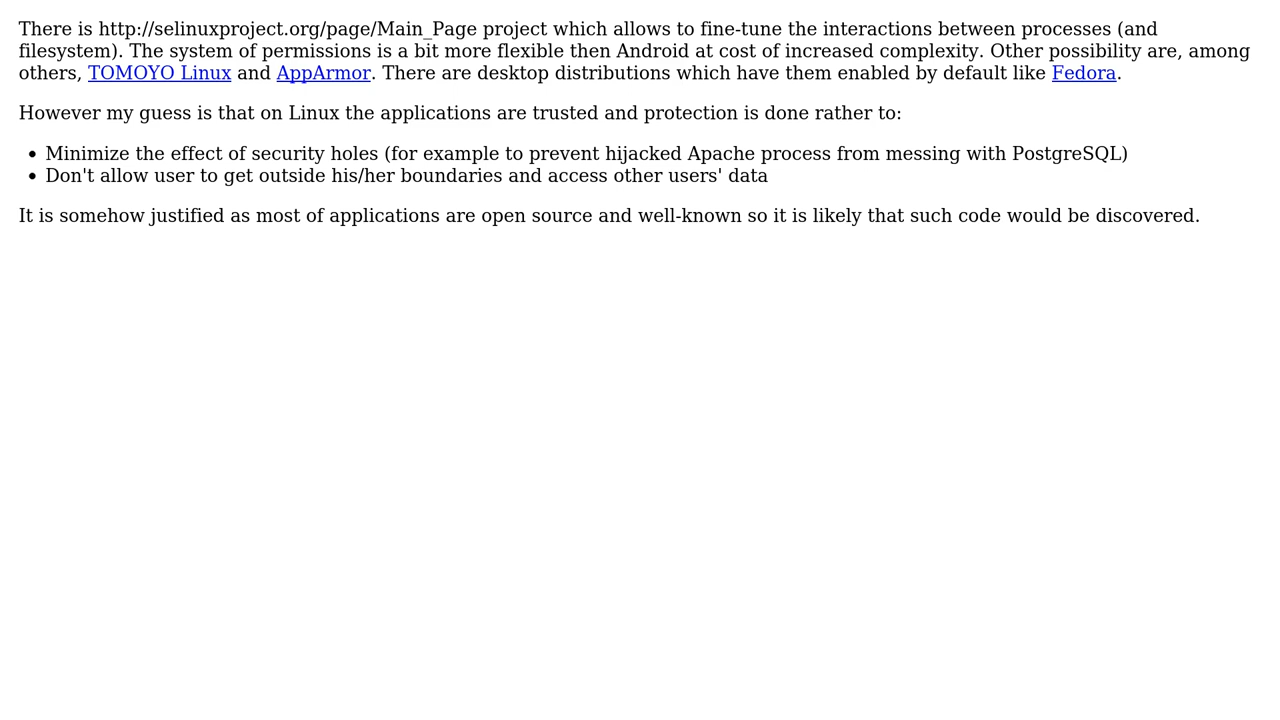 There is http://selinuxproject.org/page/Main_Page project which allows to fine-tune the interactions between processes (and
filesystem). The system of permissions is a bit more flexible then Android at cost of increased complexity. Other possibility are, among
others, TOMOYO Linux and AppArmor. There are desktop distributions which have them enabled by default like Fedora.
However my guess is that on Linux the applications are trusted and protection is done rather to:
• Minimize the effect of security holes (for example to prevent hijacked Apache process from messing with PostgreSQL)
• Don't allow user to get outside his/her boundaries and access other users' data
It is somehow justified as most of applications are open source and well-known so it is likely that such code would be discovered.